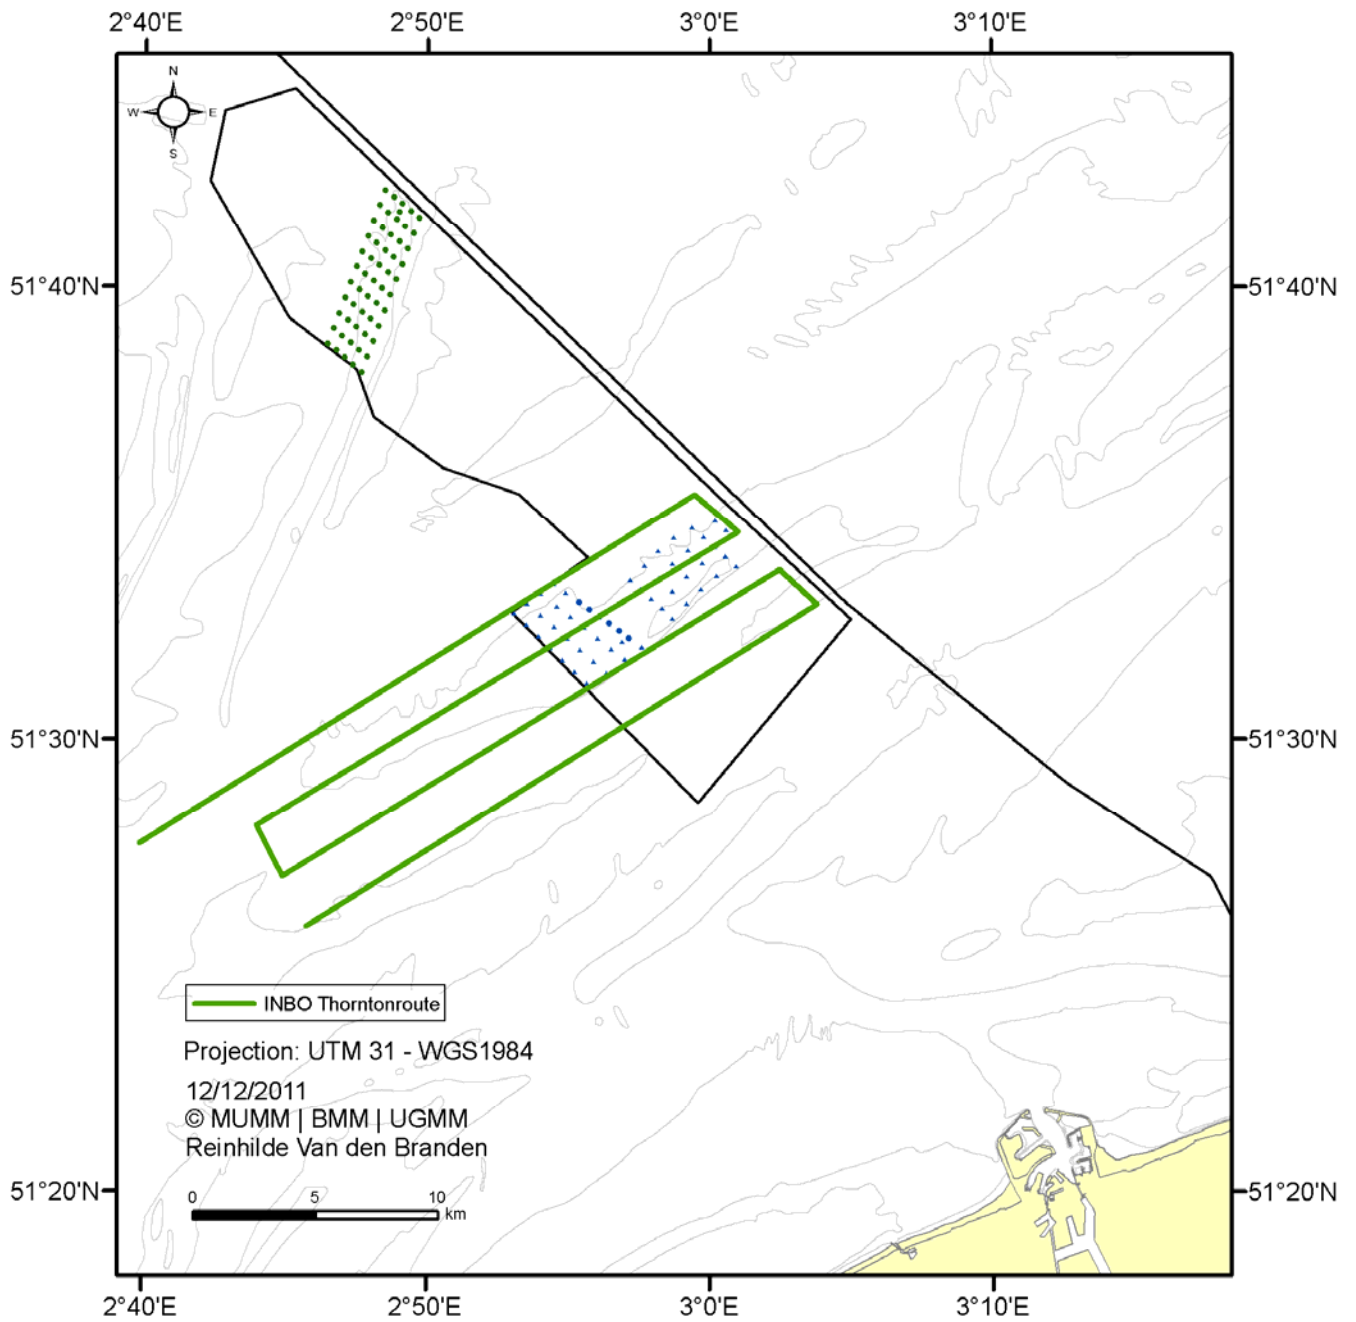 2°40'E 2°50'E 3°0'E 3°10'E
N
W E
S
51°40'N 51°40'N
51°30'N 51°30'N
INBO Thorntonroute
Projection: UTM 31 - WGS1984
12/12/2011
© MUMM | BMM | UGMM
Reinhilde Van den Branden
51°20'N 51°20'N
0 5 10
km
2°40'E 2°50'E 3°0'E 3°10'E